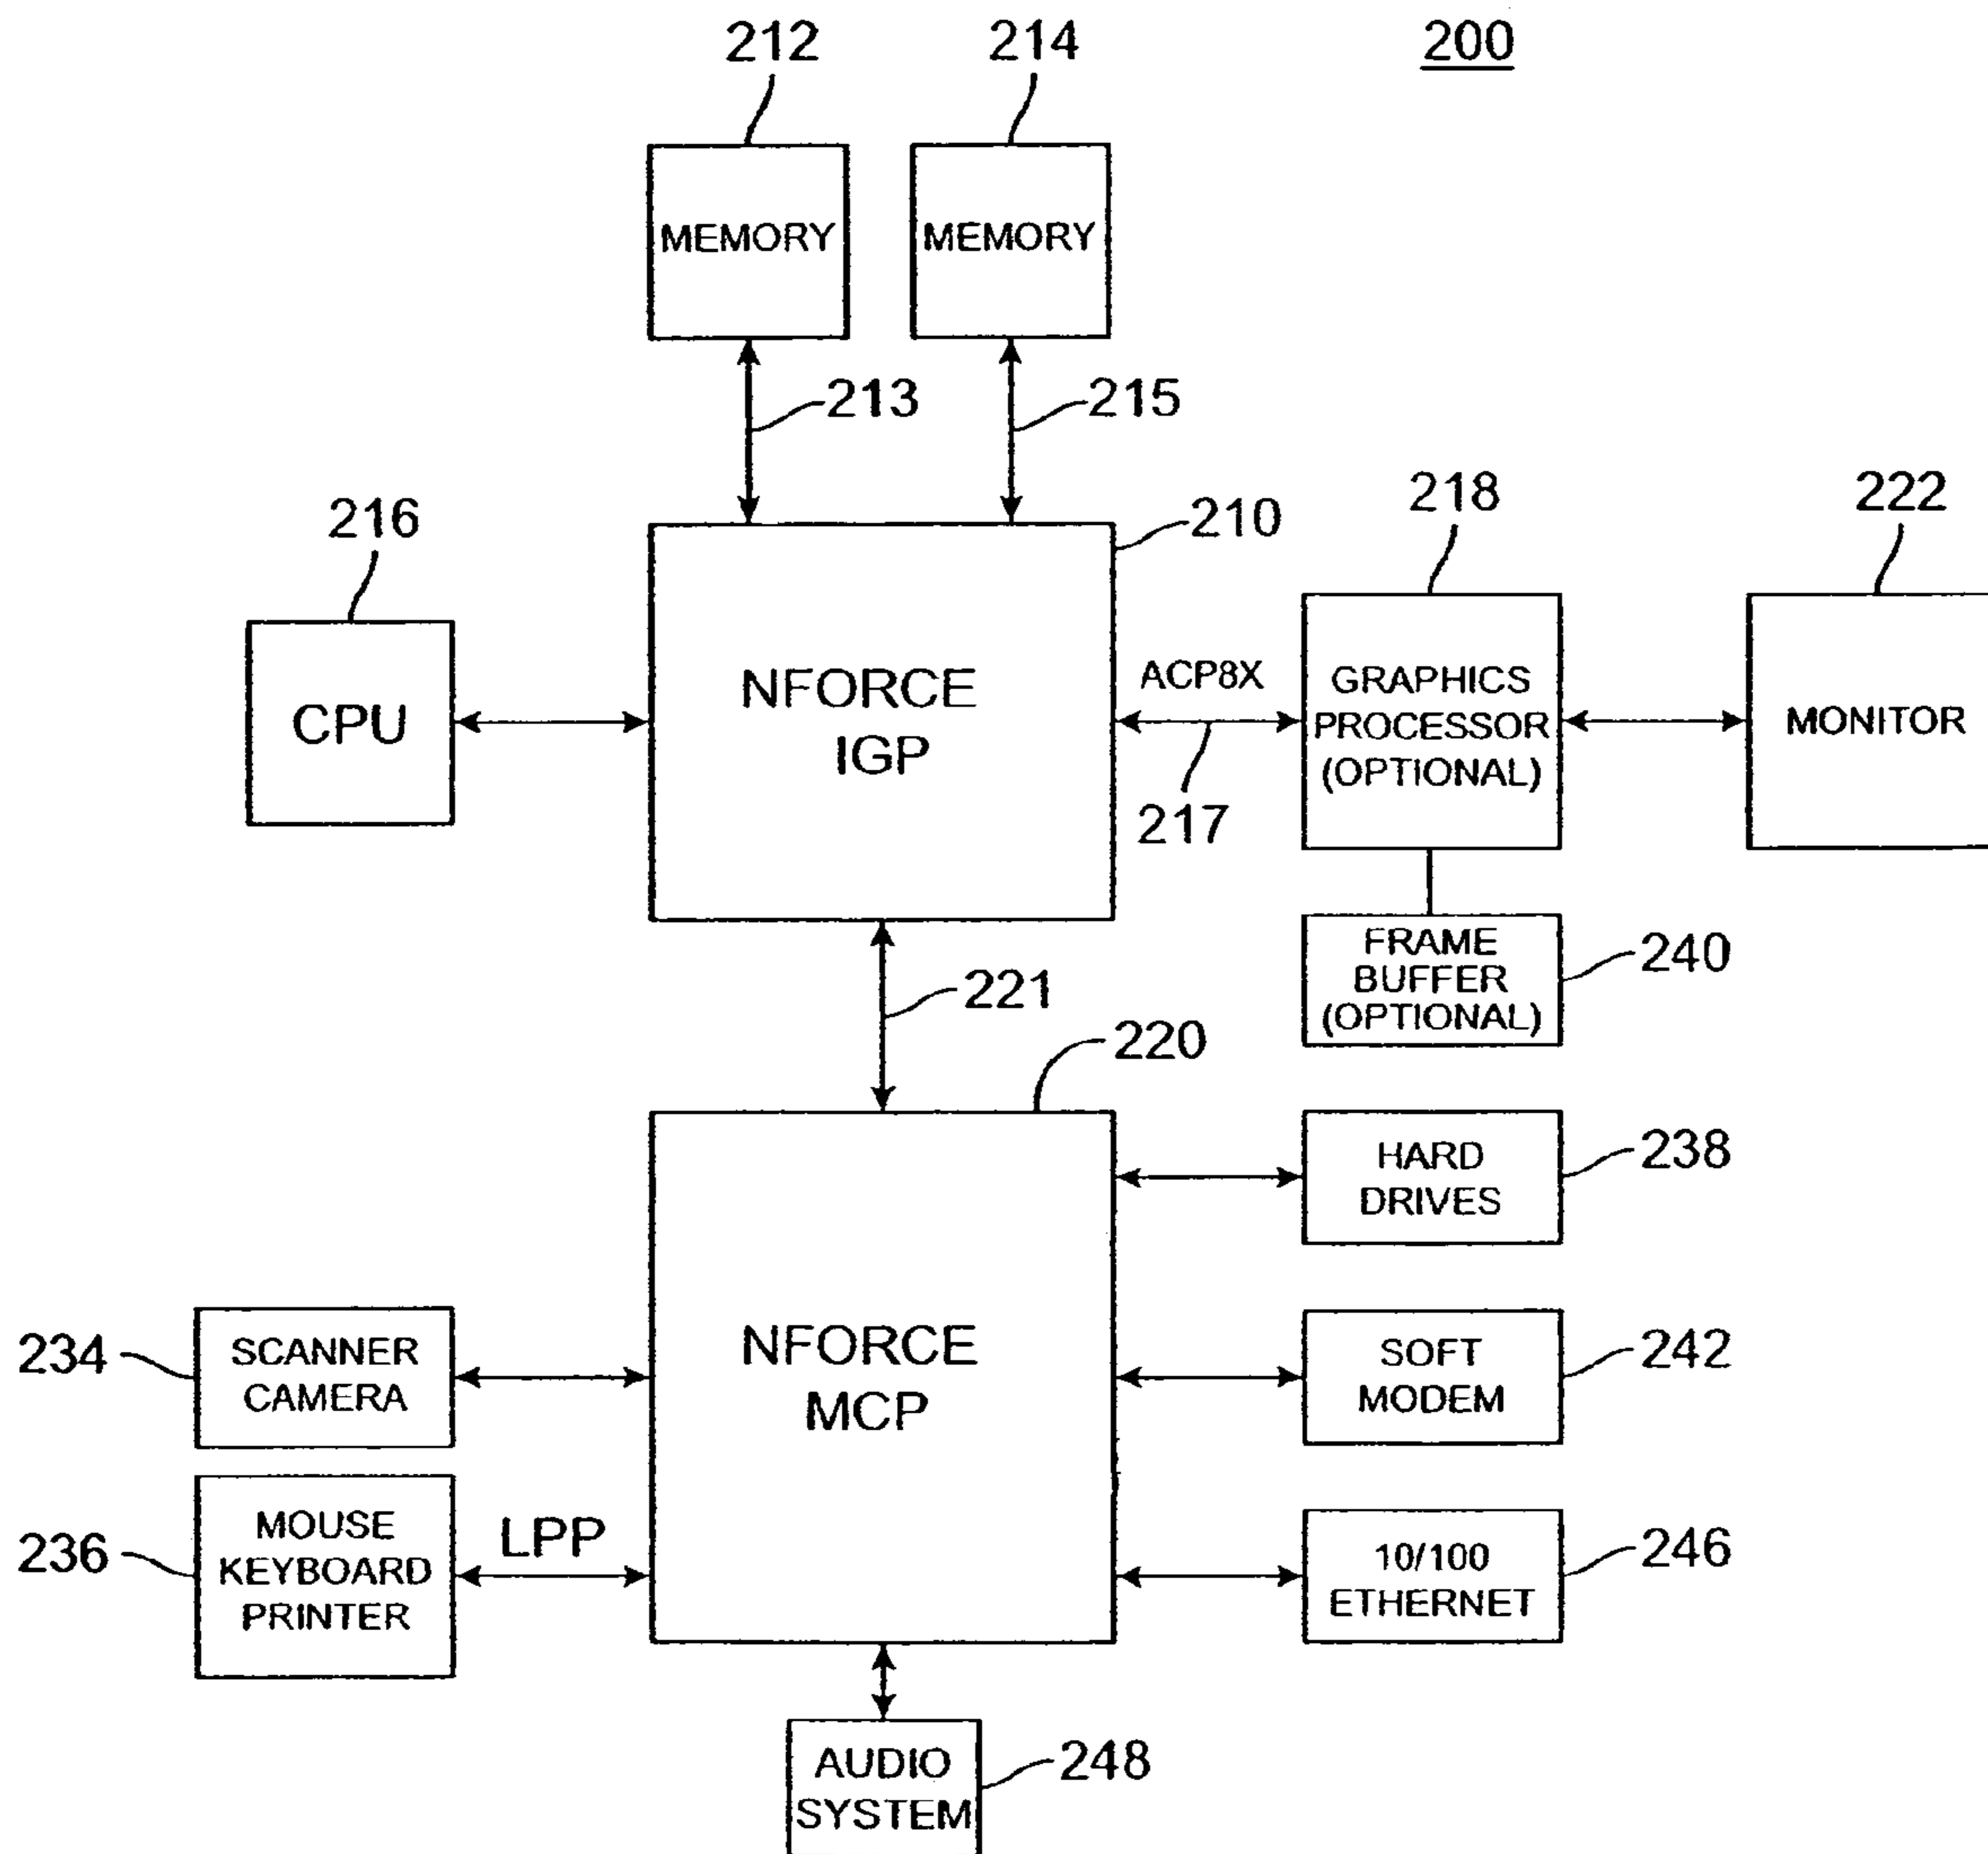 212
214
200
MEMORY
MEMORY
213
215
216
210
218
222
CPU
NFORCE
IGP
ACP8X
217
GRAPHICS
PROCESSOR
(OPTIONAL)
MONITOR
FRAME
BUFFER
(OPTIONAL)
240
221
220
HARD
DRIVES
238
234
SCANNER
CAMERA
NFORCE
MCP
SOFT
MODEM
242
236
MOUSE
KEYBOARD
PRINTER
LPP
10/100
ETHERNET
246
AUDIO
SYSTEM
248